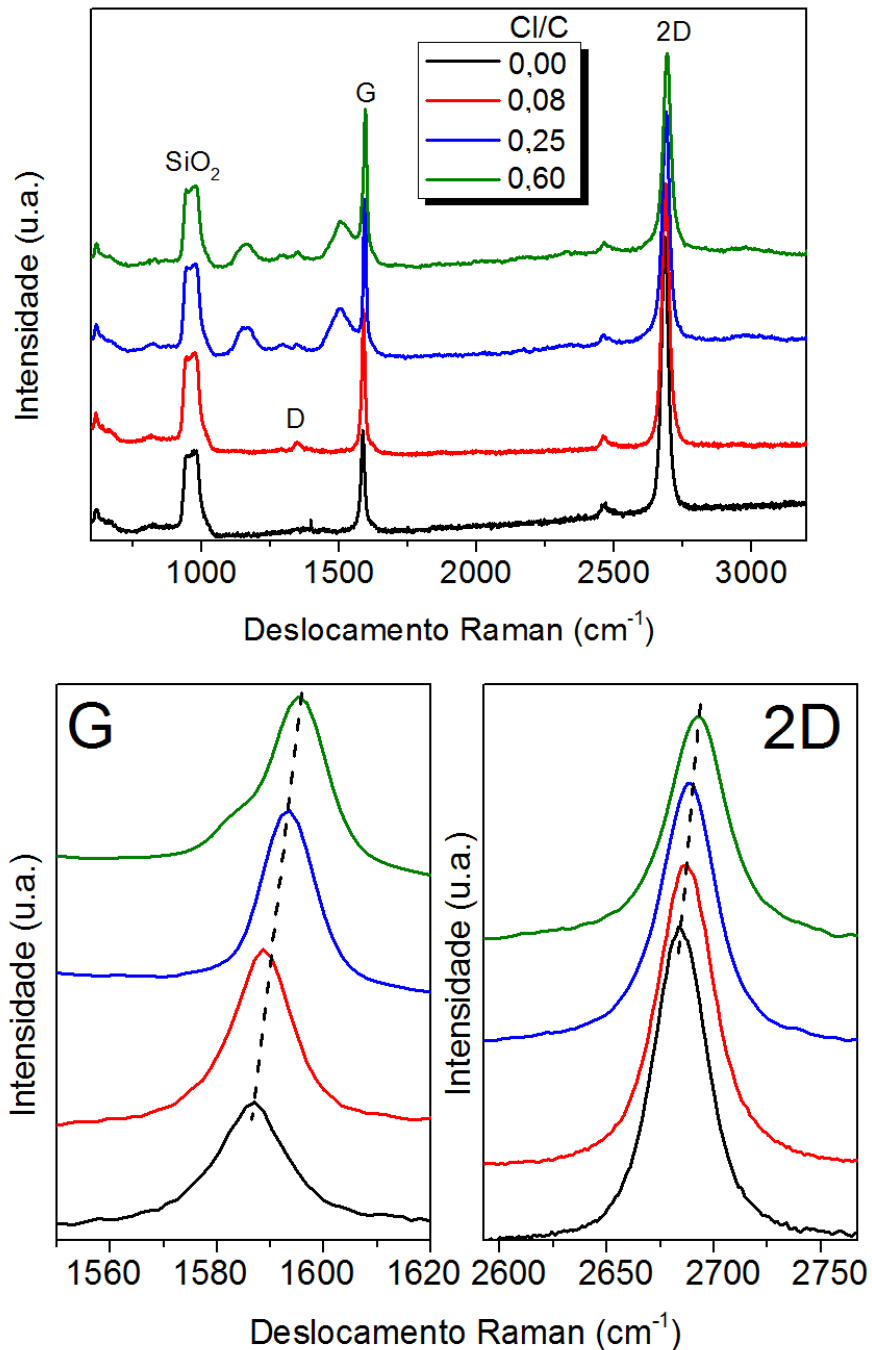 Cl/C
0,00
0,08
0,25
0,60
2D
G
SiO₂
D
Intensidade (u.a.)
1000 1500 2000 2500 3000
Deslocamento Raman (cm⁻¹)
G
2D
Intensidade (u.a.)
Intensidade (u.a.)
1560 1580 1600 1620
2600 2650 2700 2750
Deslocamento Raman (cm⁻¹)